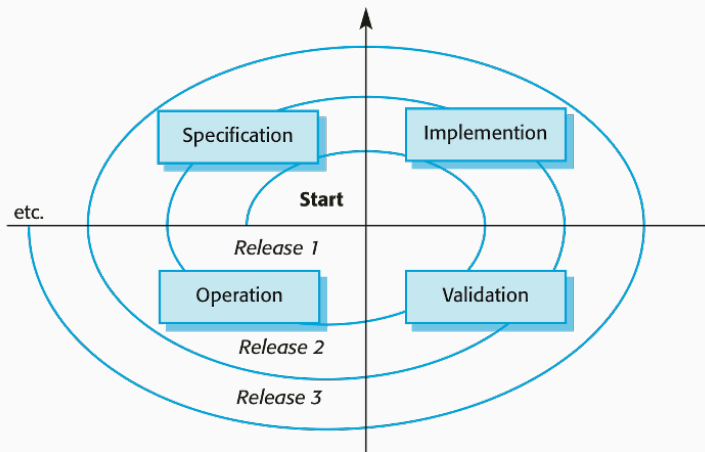 Specification
Implemention
Start
etc.
Release 1
Operation
Validation
Release 2
Release 3